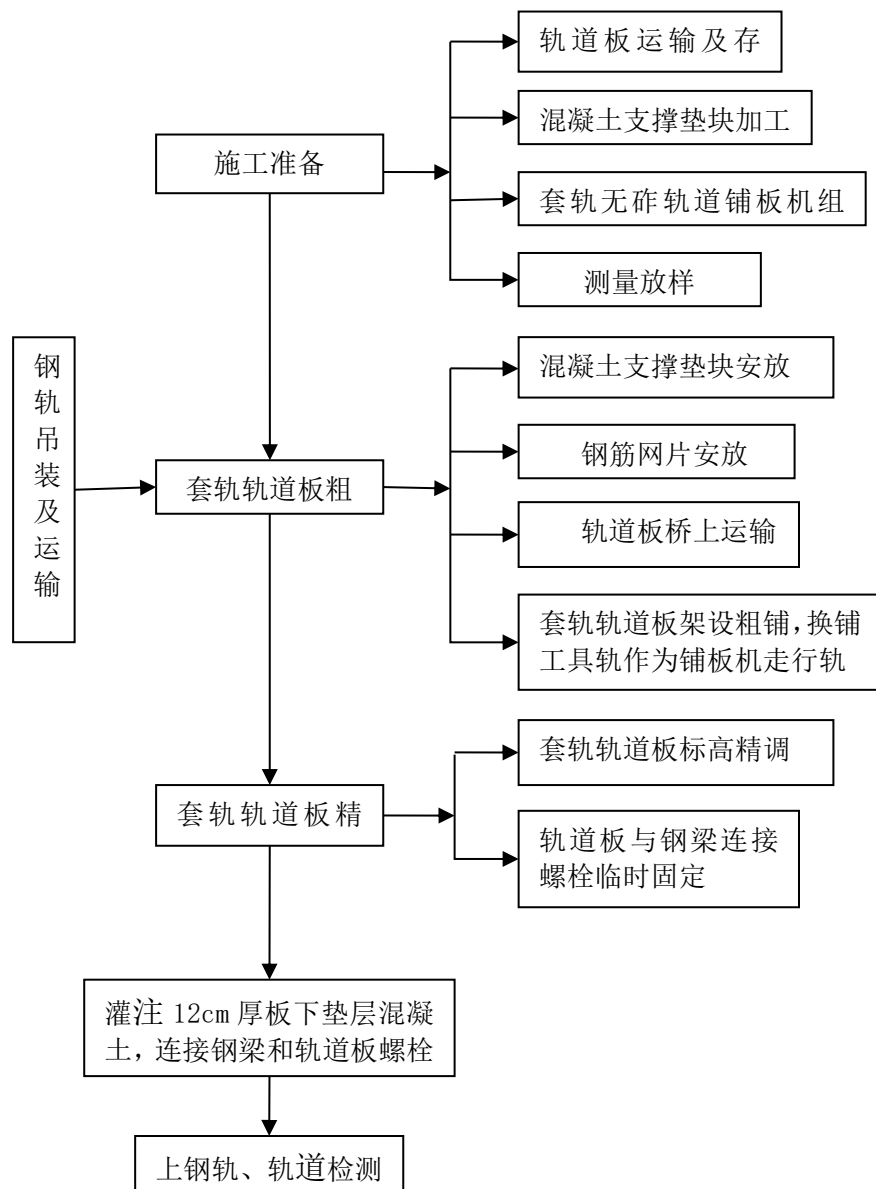 轨道板运输及存
混凝土支撑垫块加工
施工准备
套轨无砟轨道铺板机组
测量放样
钢轨吊装及运输
混凝土支撑垫块安放
钢筋网片安放
套轨轨道板粗
轨道板桥上运输
套轨轨道板架设粗铺，换铺
工具轨作为铺板机走行轨
套轨轨道板标高精调
套轨轨道板精
轨道板与钢梁连接
螺栓临时固定
灌注 12cm 厚板下垫层混凝
土，连接钢梁和轨道板螺栓
上钢轨、轨道检测